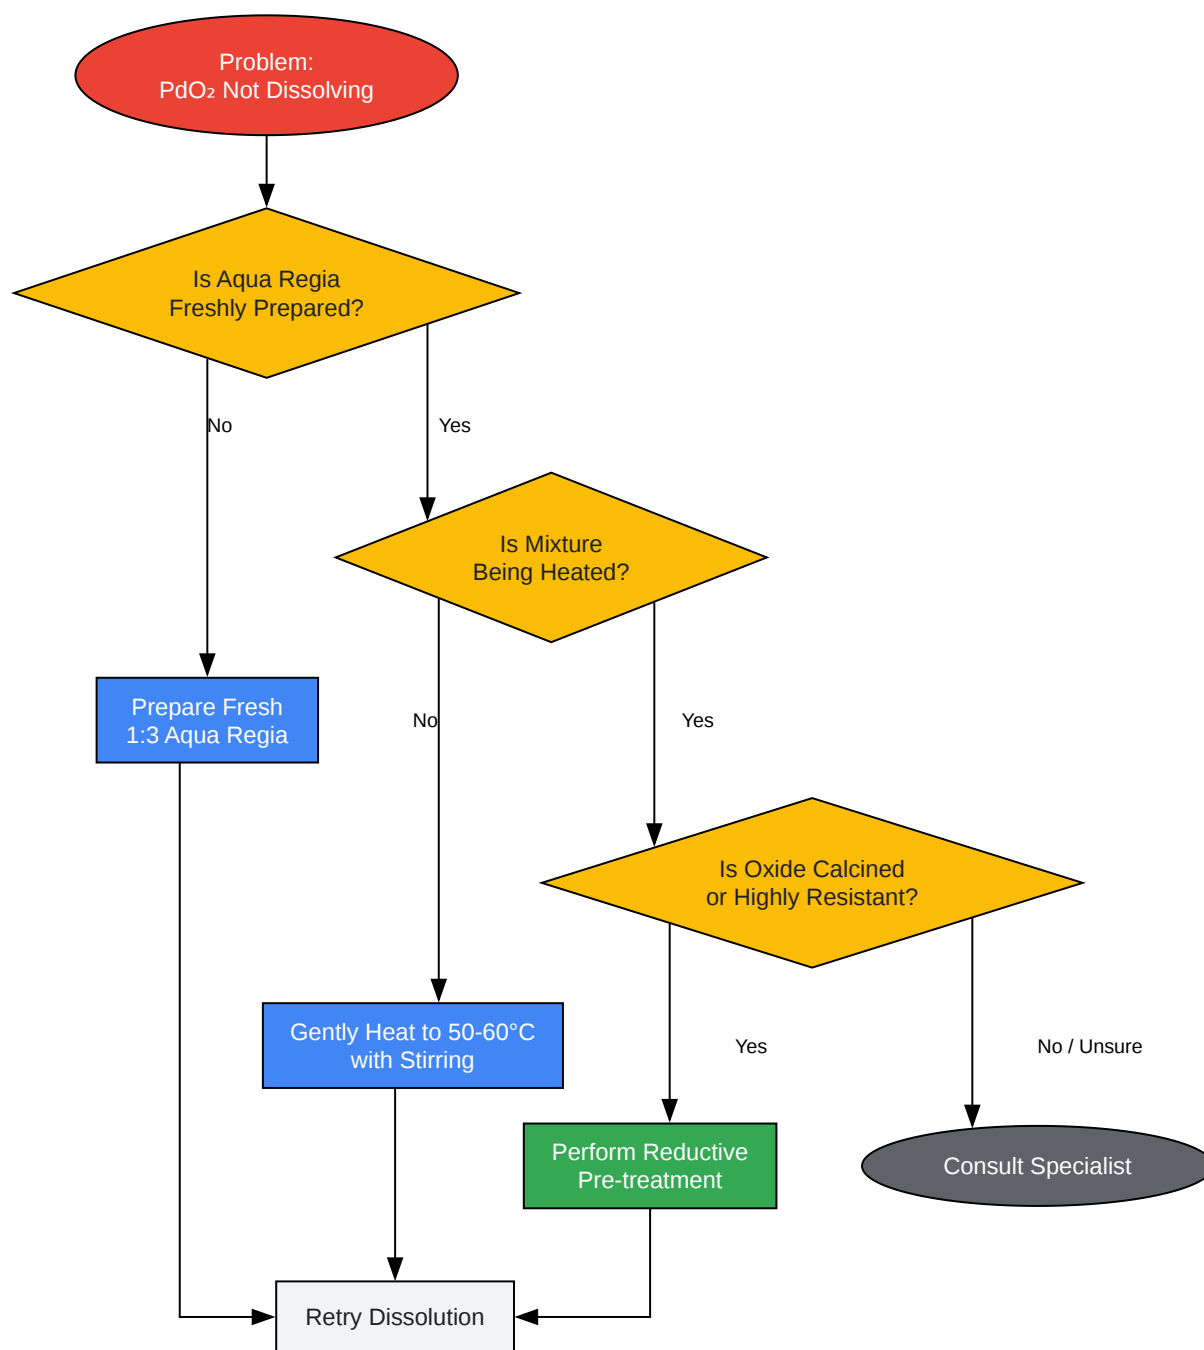 Problem:
PdO₂ Not Dissolving
Is Aqua Regia
Freshly Prepared?
No
Yes
Is Mixture
Being Heated?
Prepare Fresh
1:3 Aqua Regia
No
Yes
Is Oxide Calcined
or Highly Resistant?
Gently Heat to 50-60°C
with Stirring
Yes
No / Unsure
Perform Reductive
Pre-treatment
Consult Specialist
Retry Dissolution